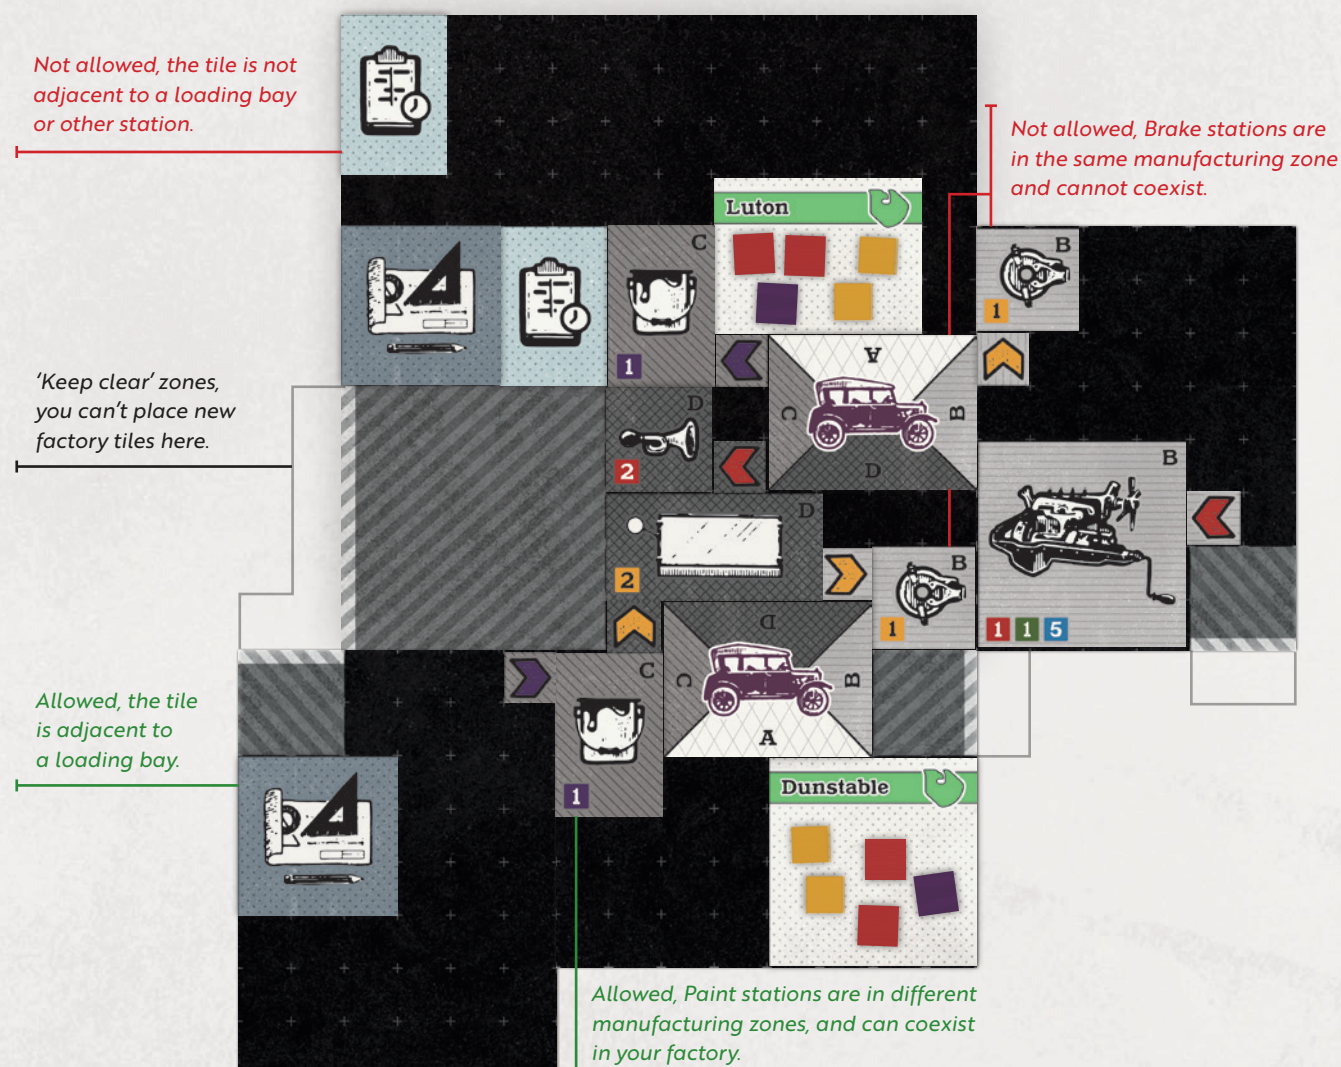 Not allowed, the tile is not
adjacent to a loading bay
or other station.
Not allowed, Brake stations are
in the same manufacturing zone
and cannot coexist.
Luton
C
1
B
1
A
C
B
D
'Keep clear' zones,
you can't place new
factory tiles here.
D
2
B
1 1 5
D
2
B
1
D
C
B
A
C
1
Allowed, the tile
is adjacent to
a loading bay.
Dunstable
Allowed, Paint stations are in different
manufacturing zones, and can coexist
in your factory.